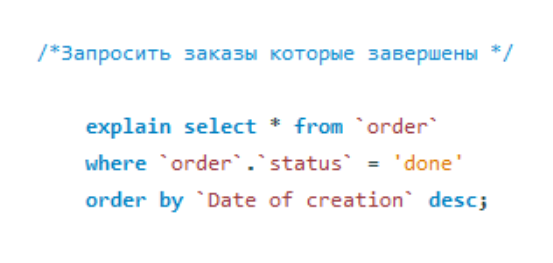 /*Запросить заказы которые завершены */
explain select * from `order`
where `order`.`status` = 'done'
order by `Date of creation` desc;